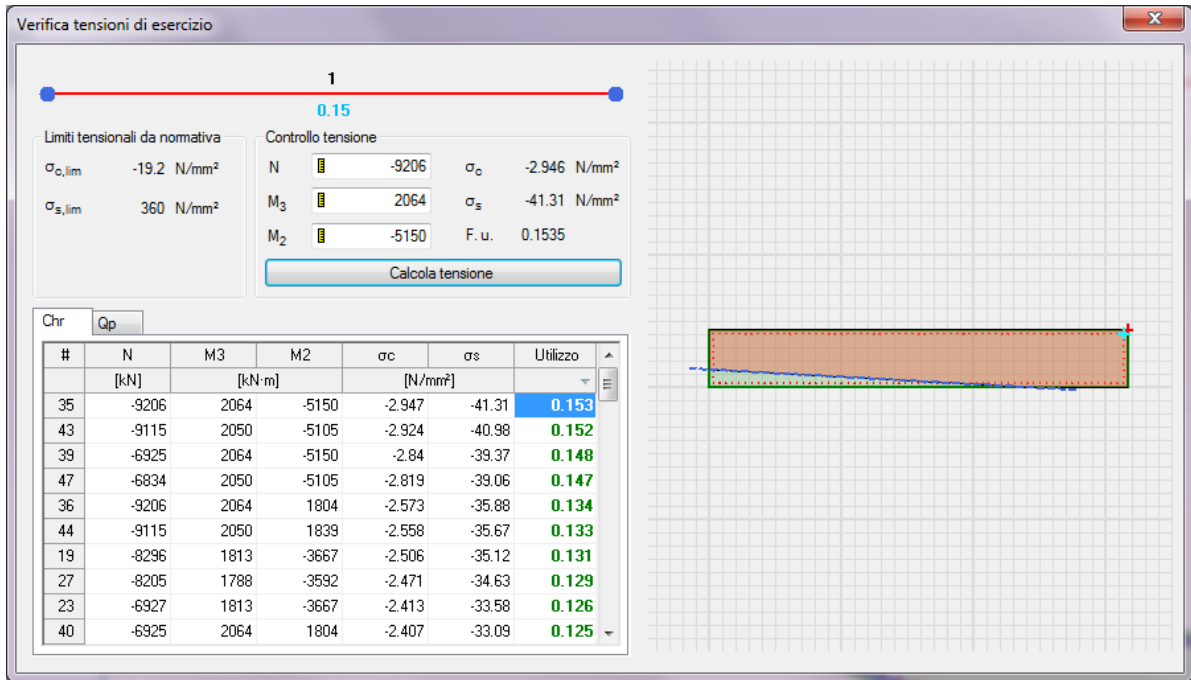 Verifica tensioni di esercizio
1
0.15
Limiti tensionali da normativa
σc,lim -19.2 N/mm²
σs,lim 360 N/mm²
Controllo tensione
N -9206 σc -2.946 N/mm²
M3 2064 σs -41.31 N/mm²
M2 -5150 F. u. 0.1535
Calcola tensione
Chr Qp
# N M3 M2 σc σs Utilizzo
[kN] [kN·m] [N/mm²]
35 -9206 2064 -5150 -2.947 -41.31 0.153
43 -9115 2050 -5105 -2.924 -40.98 0.152
39 -6925 2064 -5150 -2.84 -39.37 0.148
47 -6834 2050 -5105 -2.819 -39.06 0.147
36 -9206 2064 1804 -2.573 -35.88 0.134
44 -9115 2050 1839 -2.558 -35.67 0.133
19 -8296 1813 -3667 -2.506 -35.12 0.131
27 -8205 1788 -3592 -2.471 -34.63 0.129
23 -6927 1813 -3667 -2.413 -33.58 0.126
40 -6925 2064 1804 -2.407 -33.09 0.125